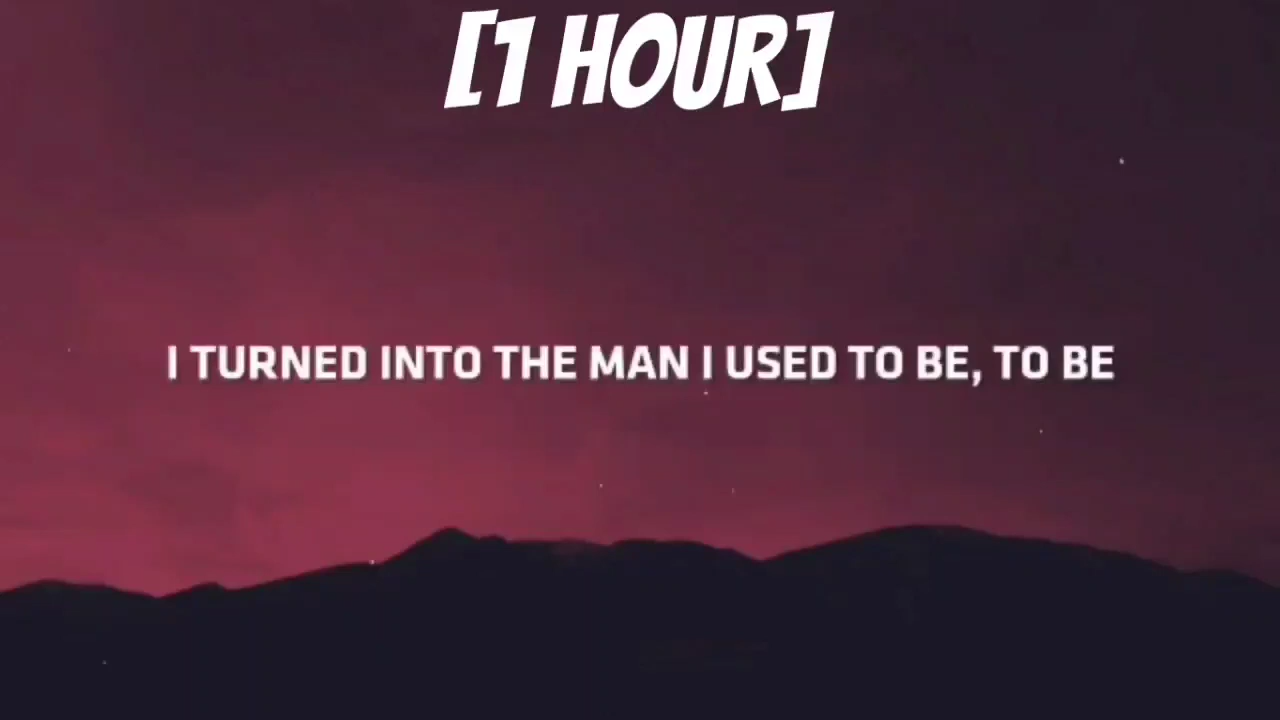 [1 HOUR]
I TURNED INTO THE MAN I USED TO BE, TO BE